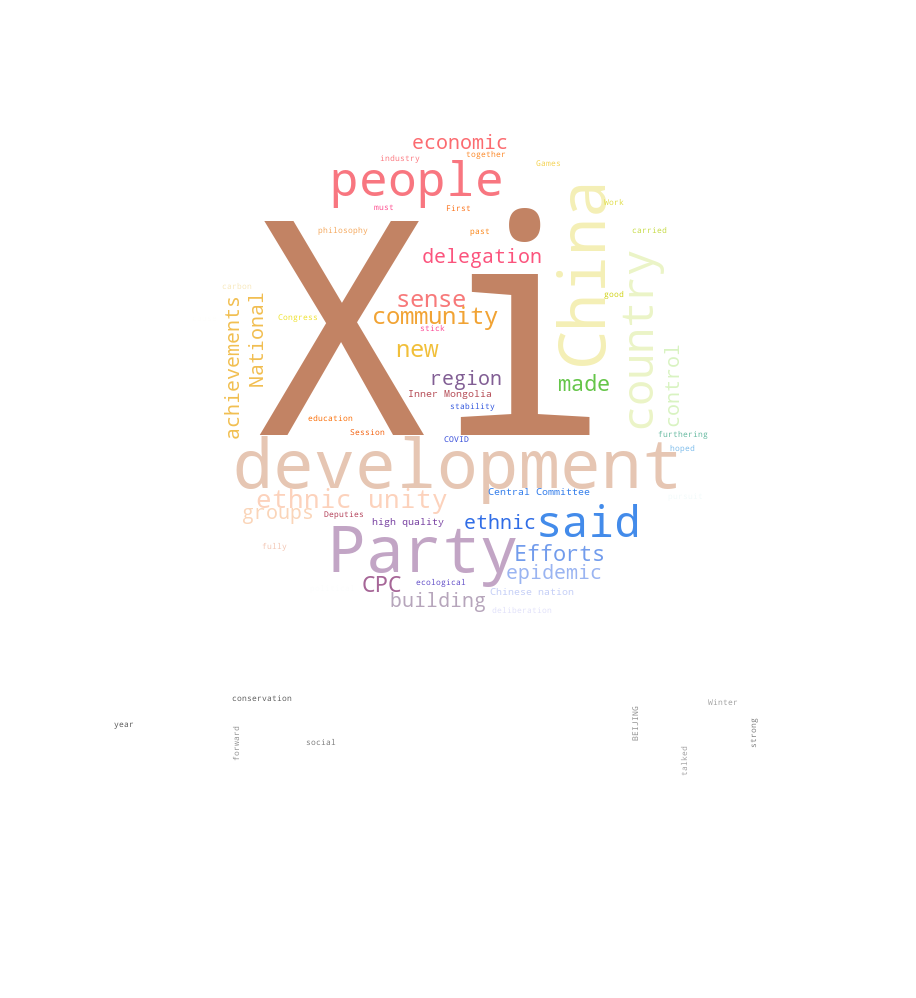 economic
industry
together
Games
people
must
First
Work
China
philosophy
past
carried
Xi
delegation
country
carbon
sense
good
achievements
National
Congress
community
stick
new
control
region
made
Inner Mongolia
stability
education
Session
COVID
furthering
hoped
development
ethnic unity
Central Committee
groups
Deputies
high quality
ethnic
said
Party
fully
Efforts
epidemic
CPC
ecological
Chinese nation
building
deliberation
conservation
Winter
year
forward
social
BEIJING
strong
talked